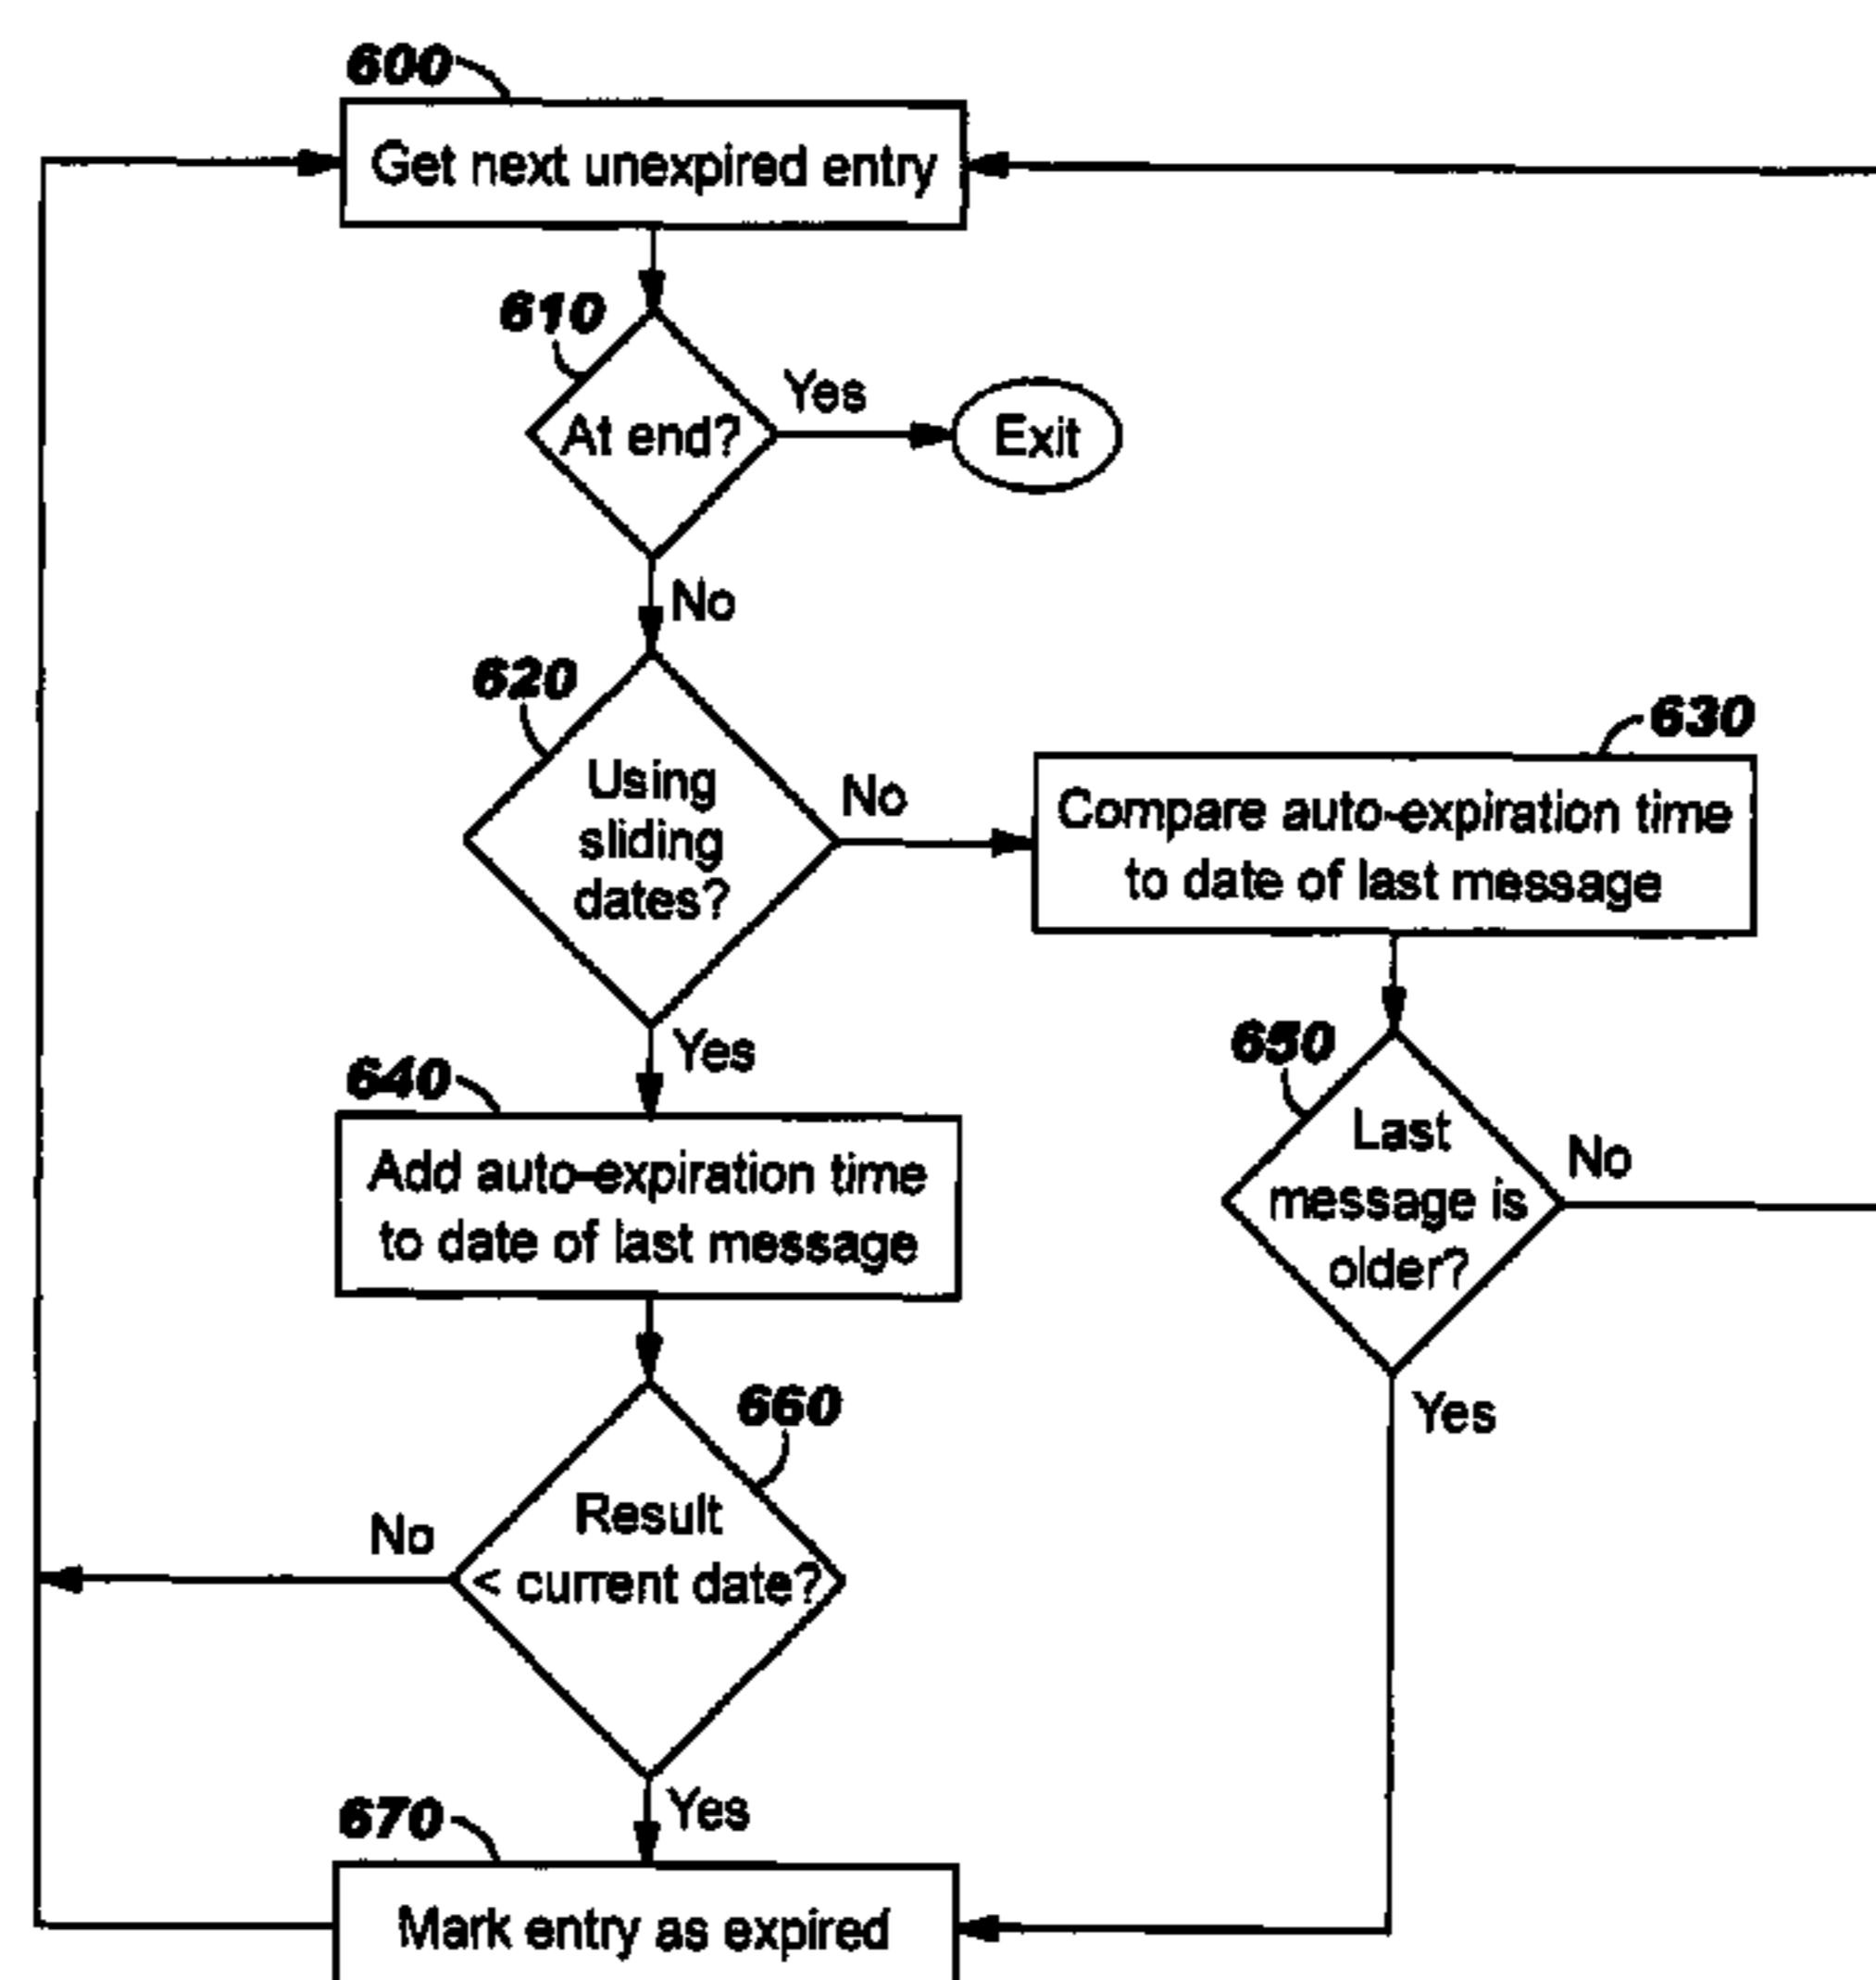 600
Get next unexpired entry
610
At end?
Yes
Exit
No
620
Using
sliding
dates?
No
630
Compare auto-expiration time
to date of last message
Yes
640
Add auto-expiration time
to date of last message
650
Last
message is
older?
No
Yes
660
Result
< current date?
No
Yes
670
Mark entry as expired